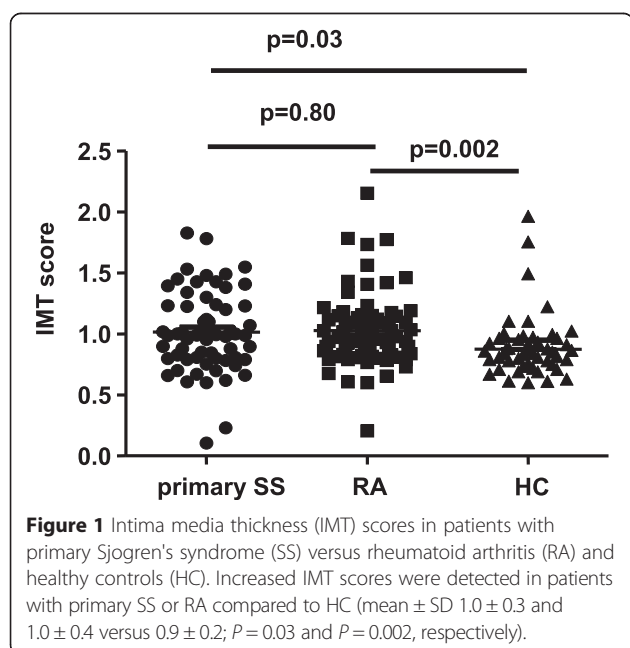 p=0.03
p=0.80
p=0.002
2.5
2.0
1.5
1.0
0.5
0.0
IMT score
primary SS RA HC
Figure 1 Intima media thickness (IMT) scores in patients with
primary Sjogren's syndrome (SS) versus rheumatoid arthritis (RA) and
healthy controls (HC). Increased IMT scores were detected in patients
with primary SS or RA compared to HC (mean ± SD 1.0 ± 0.3 and
1.0 ± 0.4 versus 0.9 ± 0.2; P = 0.03 and P = 0.002, respectively).